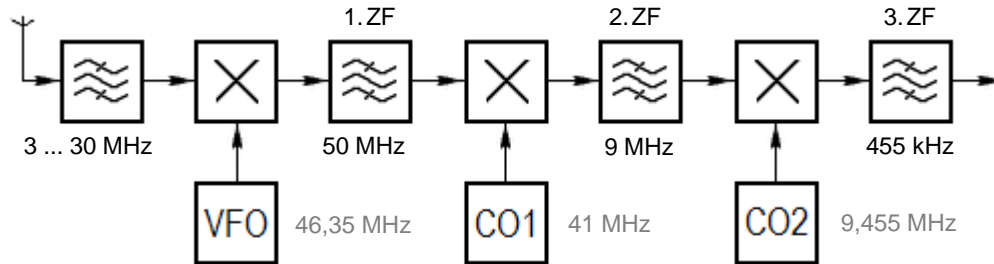 1. ZF
2. ZF
3. ZF
3 ... 30 MHz
50 MHz
9 MHz
455 kHz
VFO
46,35 MHz
CO1
41 MHz
CO2
9,455 MHz